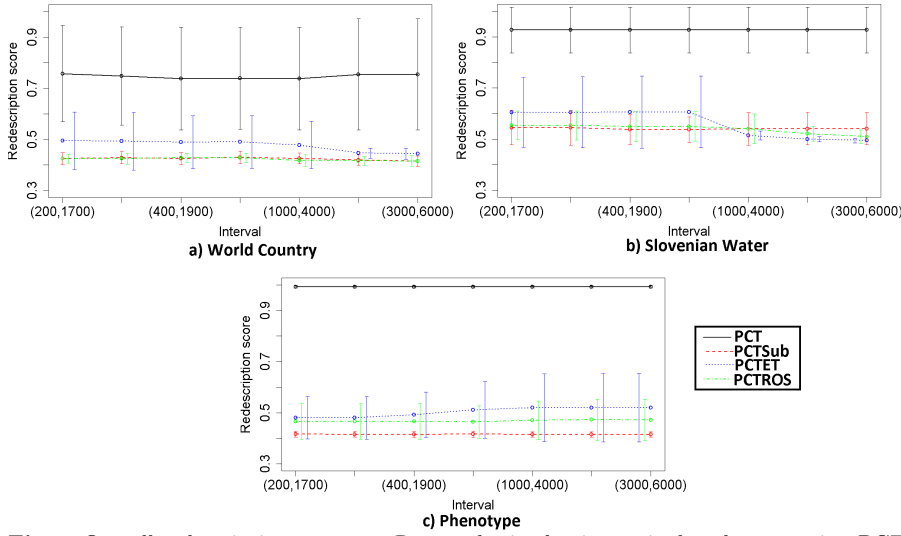 0.9
0.7
0.5
0.3
Redescription score
(200,1700) (400,1900) (1000,4000) (3000,6000)
Interval
a) World Country
0.9
0.7
0.5
0.3
Redescription score
(200,1700) (400,1900) (1000,4000) (3000,6000)
Interval
b) Slovenian Water
0.9
0.7
0.5
0.3
Redescription score
(200,1700) (400,1900) (1000,4000) (3000,6000)
Interval
c) Phenotype
PCT
PCTSub
PCTET
PCTROS